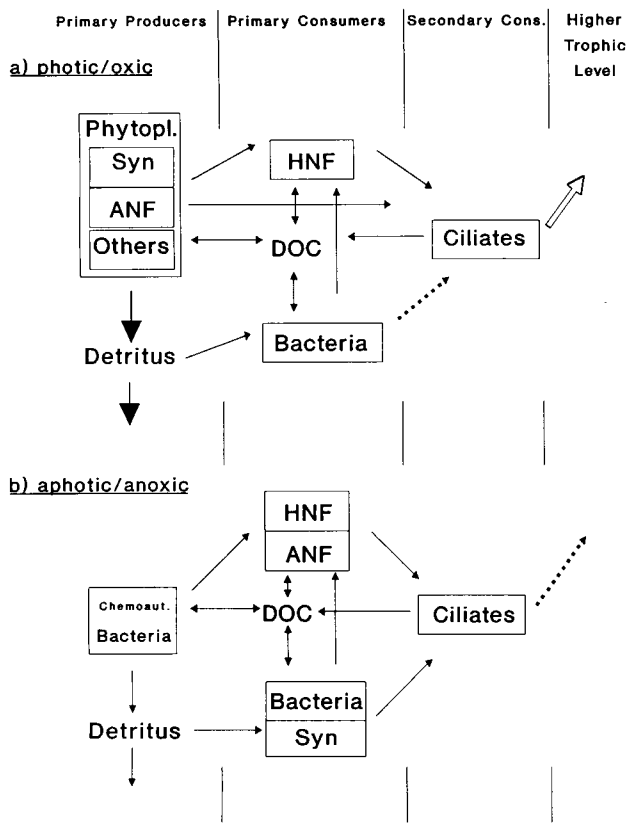 Primary Producers Primary Consumers Secondary Cons. Higher
Trophic
Level
a) photic/oxic
Phytopl.
Syn
ANF
Others
HNF
DOC
Ciliates
Detritus
Bacteria
b) aphotic/anoxic
HNF
ANF
Chemoaut.
Bacteria
DOC
Ciliates
Detritus
Bacteria
Syn